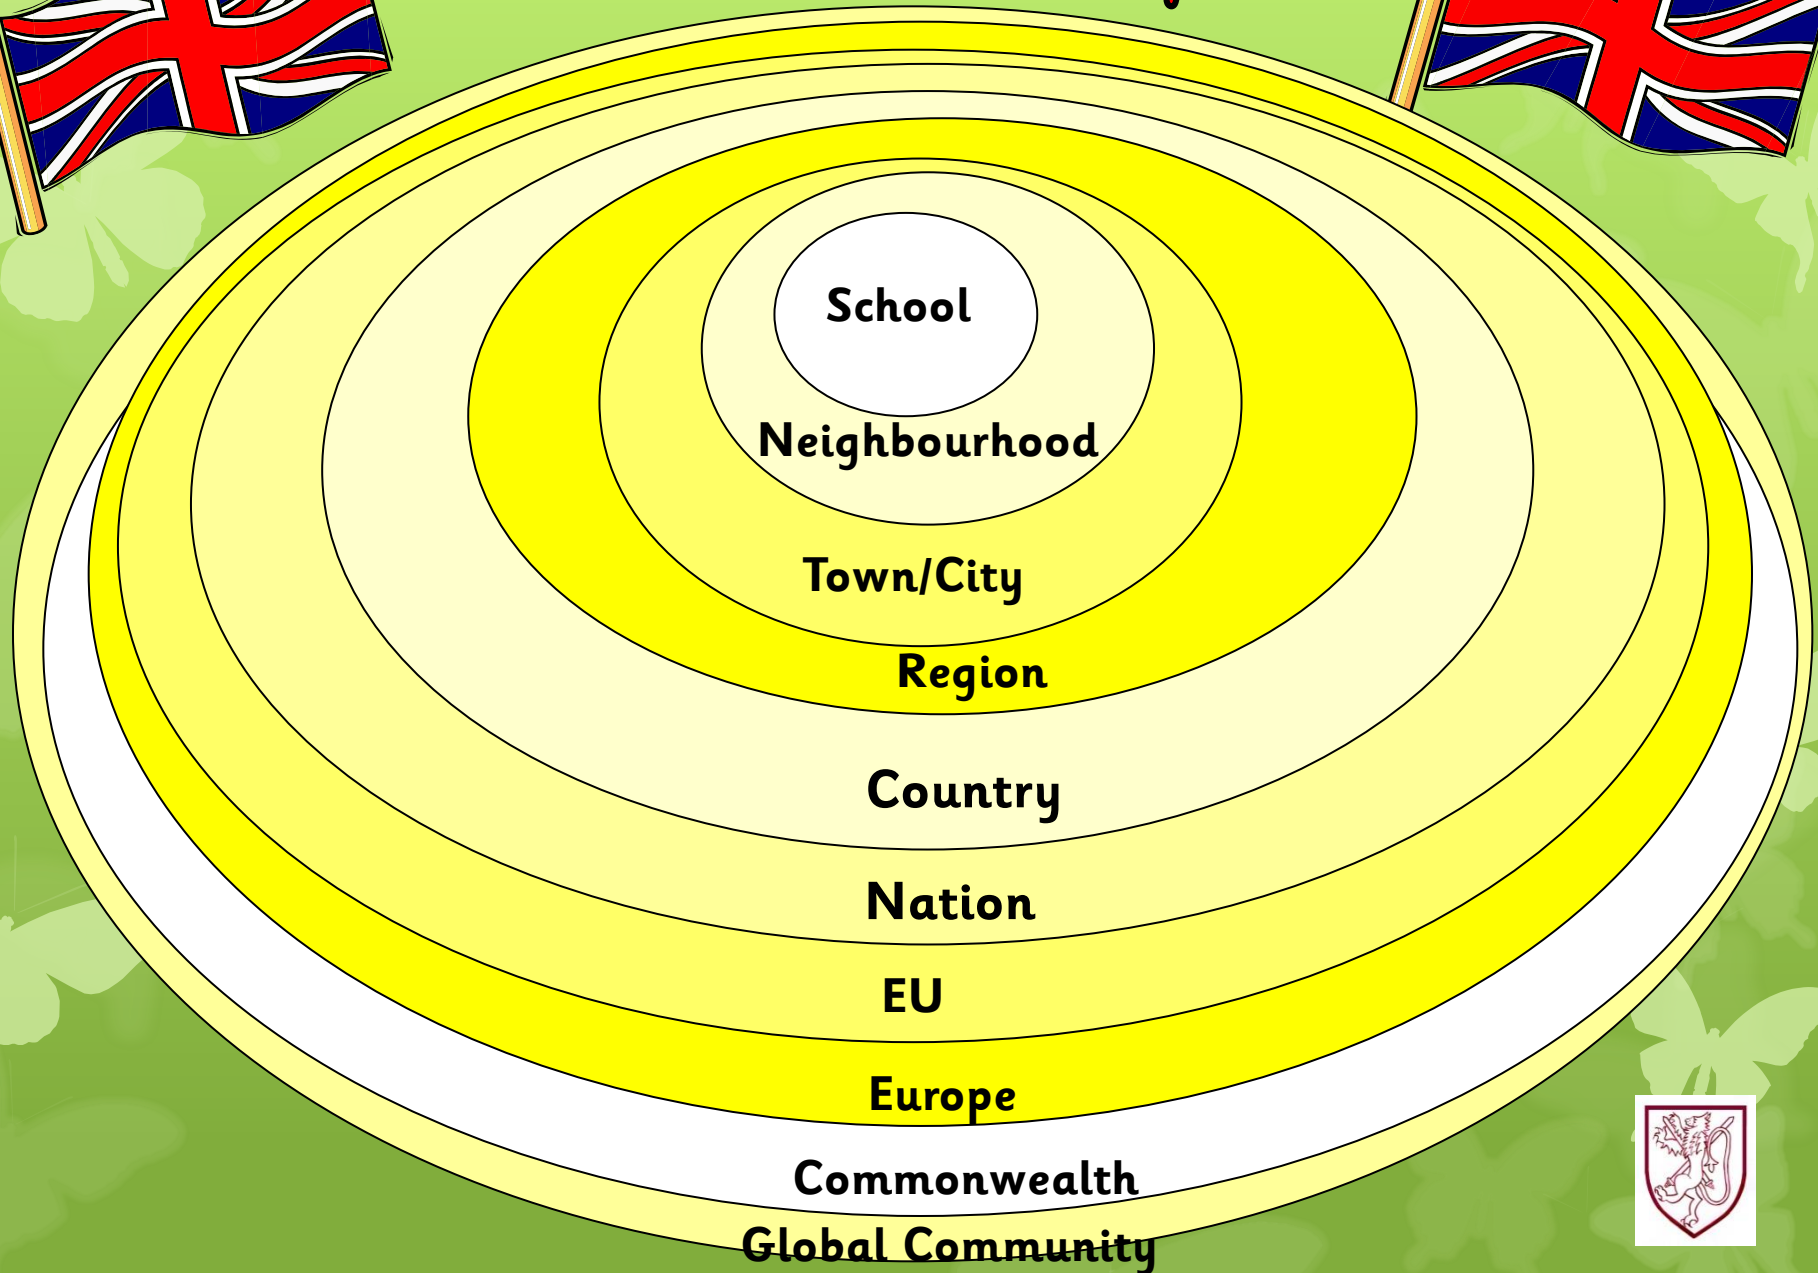 School
Neighbourhood
Town/City
Region
Country
Nation
EU
Europe
Commonwealth
Global Community